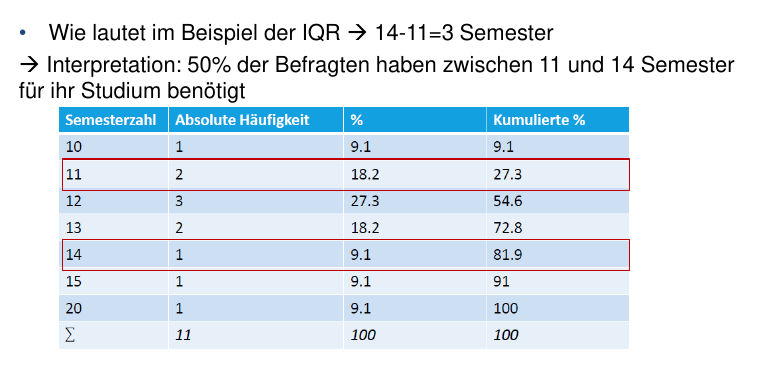 • Wie lautet im Beispiel der IQR → 14-11=3 Semester
→ Interpretation: 50% der Befragten haben zwischen 11 und 14 Semester
für ihr Studium benötigt
Semesterzahl Absolute Häufigkeit % Kumulierte %
10 1 9.1 9.1
11 2 18.2 27.3
12 3 27.3 54.6
13 2 18.2 72.8
14 1 9.1 81.9
15 1 9.1 91
20 1 9.1 100
∑ 11 100 100